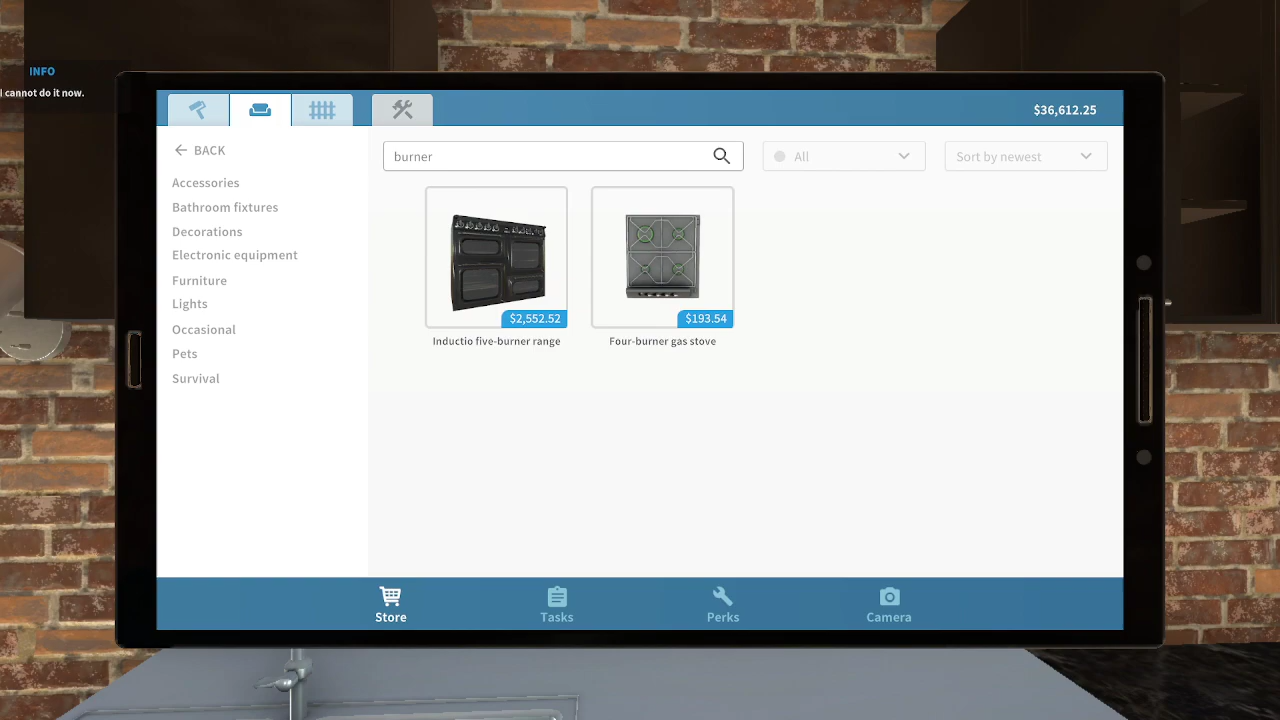 INFO
I cannot do it now.
$36,612.25
BACK
burner
All
Sort by newest
Accessories
Bathroom fixtures
Decorations
Electronic equipment
Furniture
Lights
Occasional
Pets
Survival
$2,552.52
$193.54
Inductio five-burner range
Four-burner gas stove
Store
Tasks
Perks
Camera